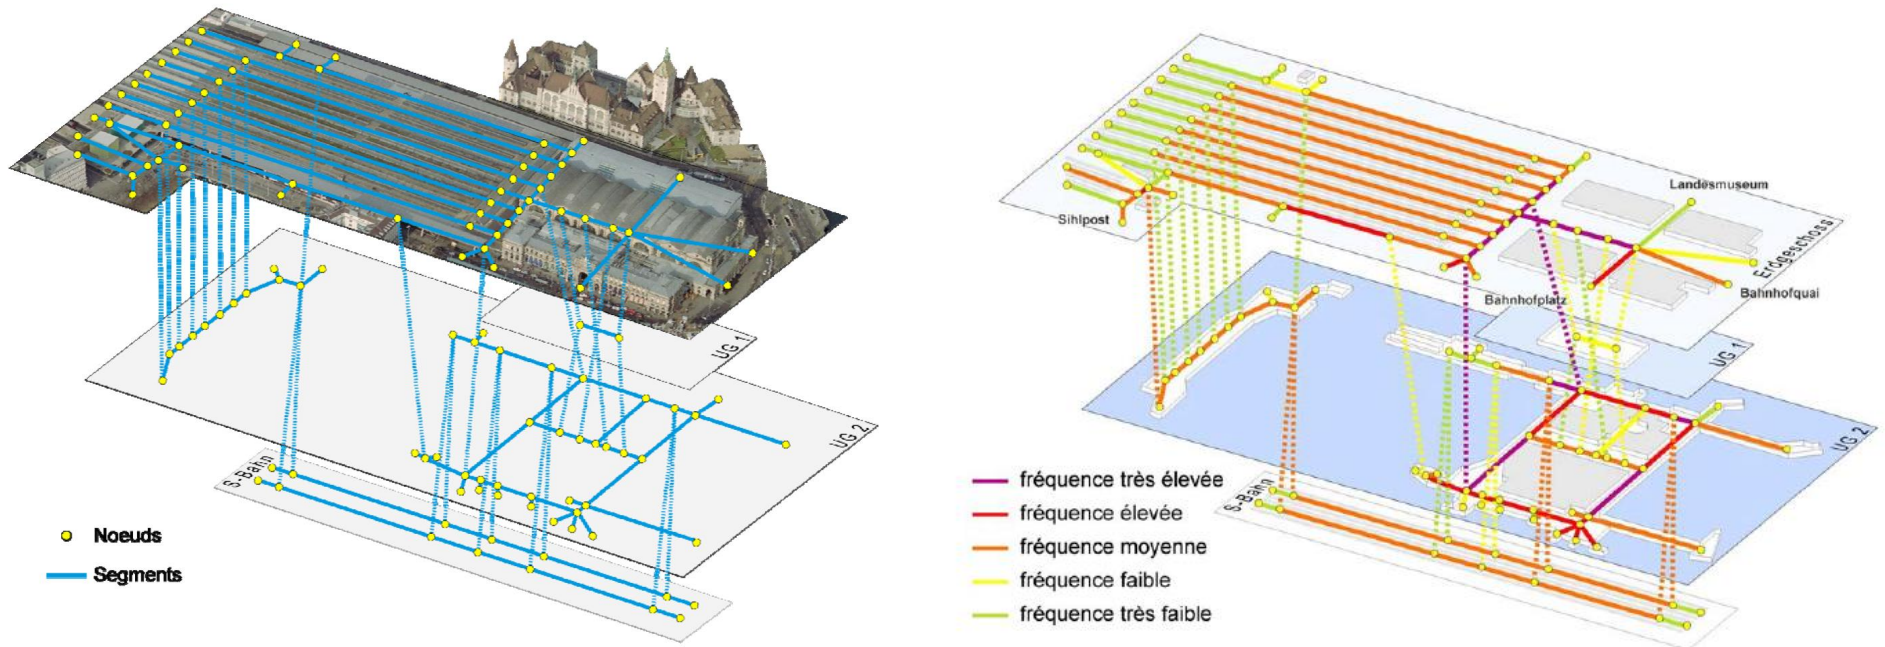 UG 1
UG 2
S-Bahn
Noeuds
Segments
Landesmuseum
Sihlpost
Erdgeschoss
Bahnhofplatz
Bahnhofquai
UG 1
UG 2
S-Bahn
fréquence très élevée
fréquence élevée
fréquence moyenne
fréquence faible
fréquence très faible